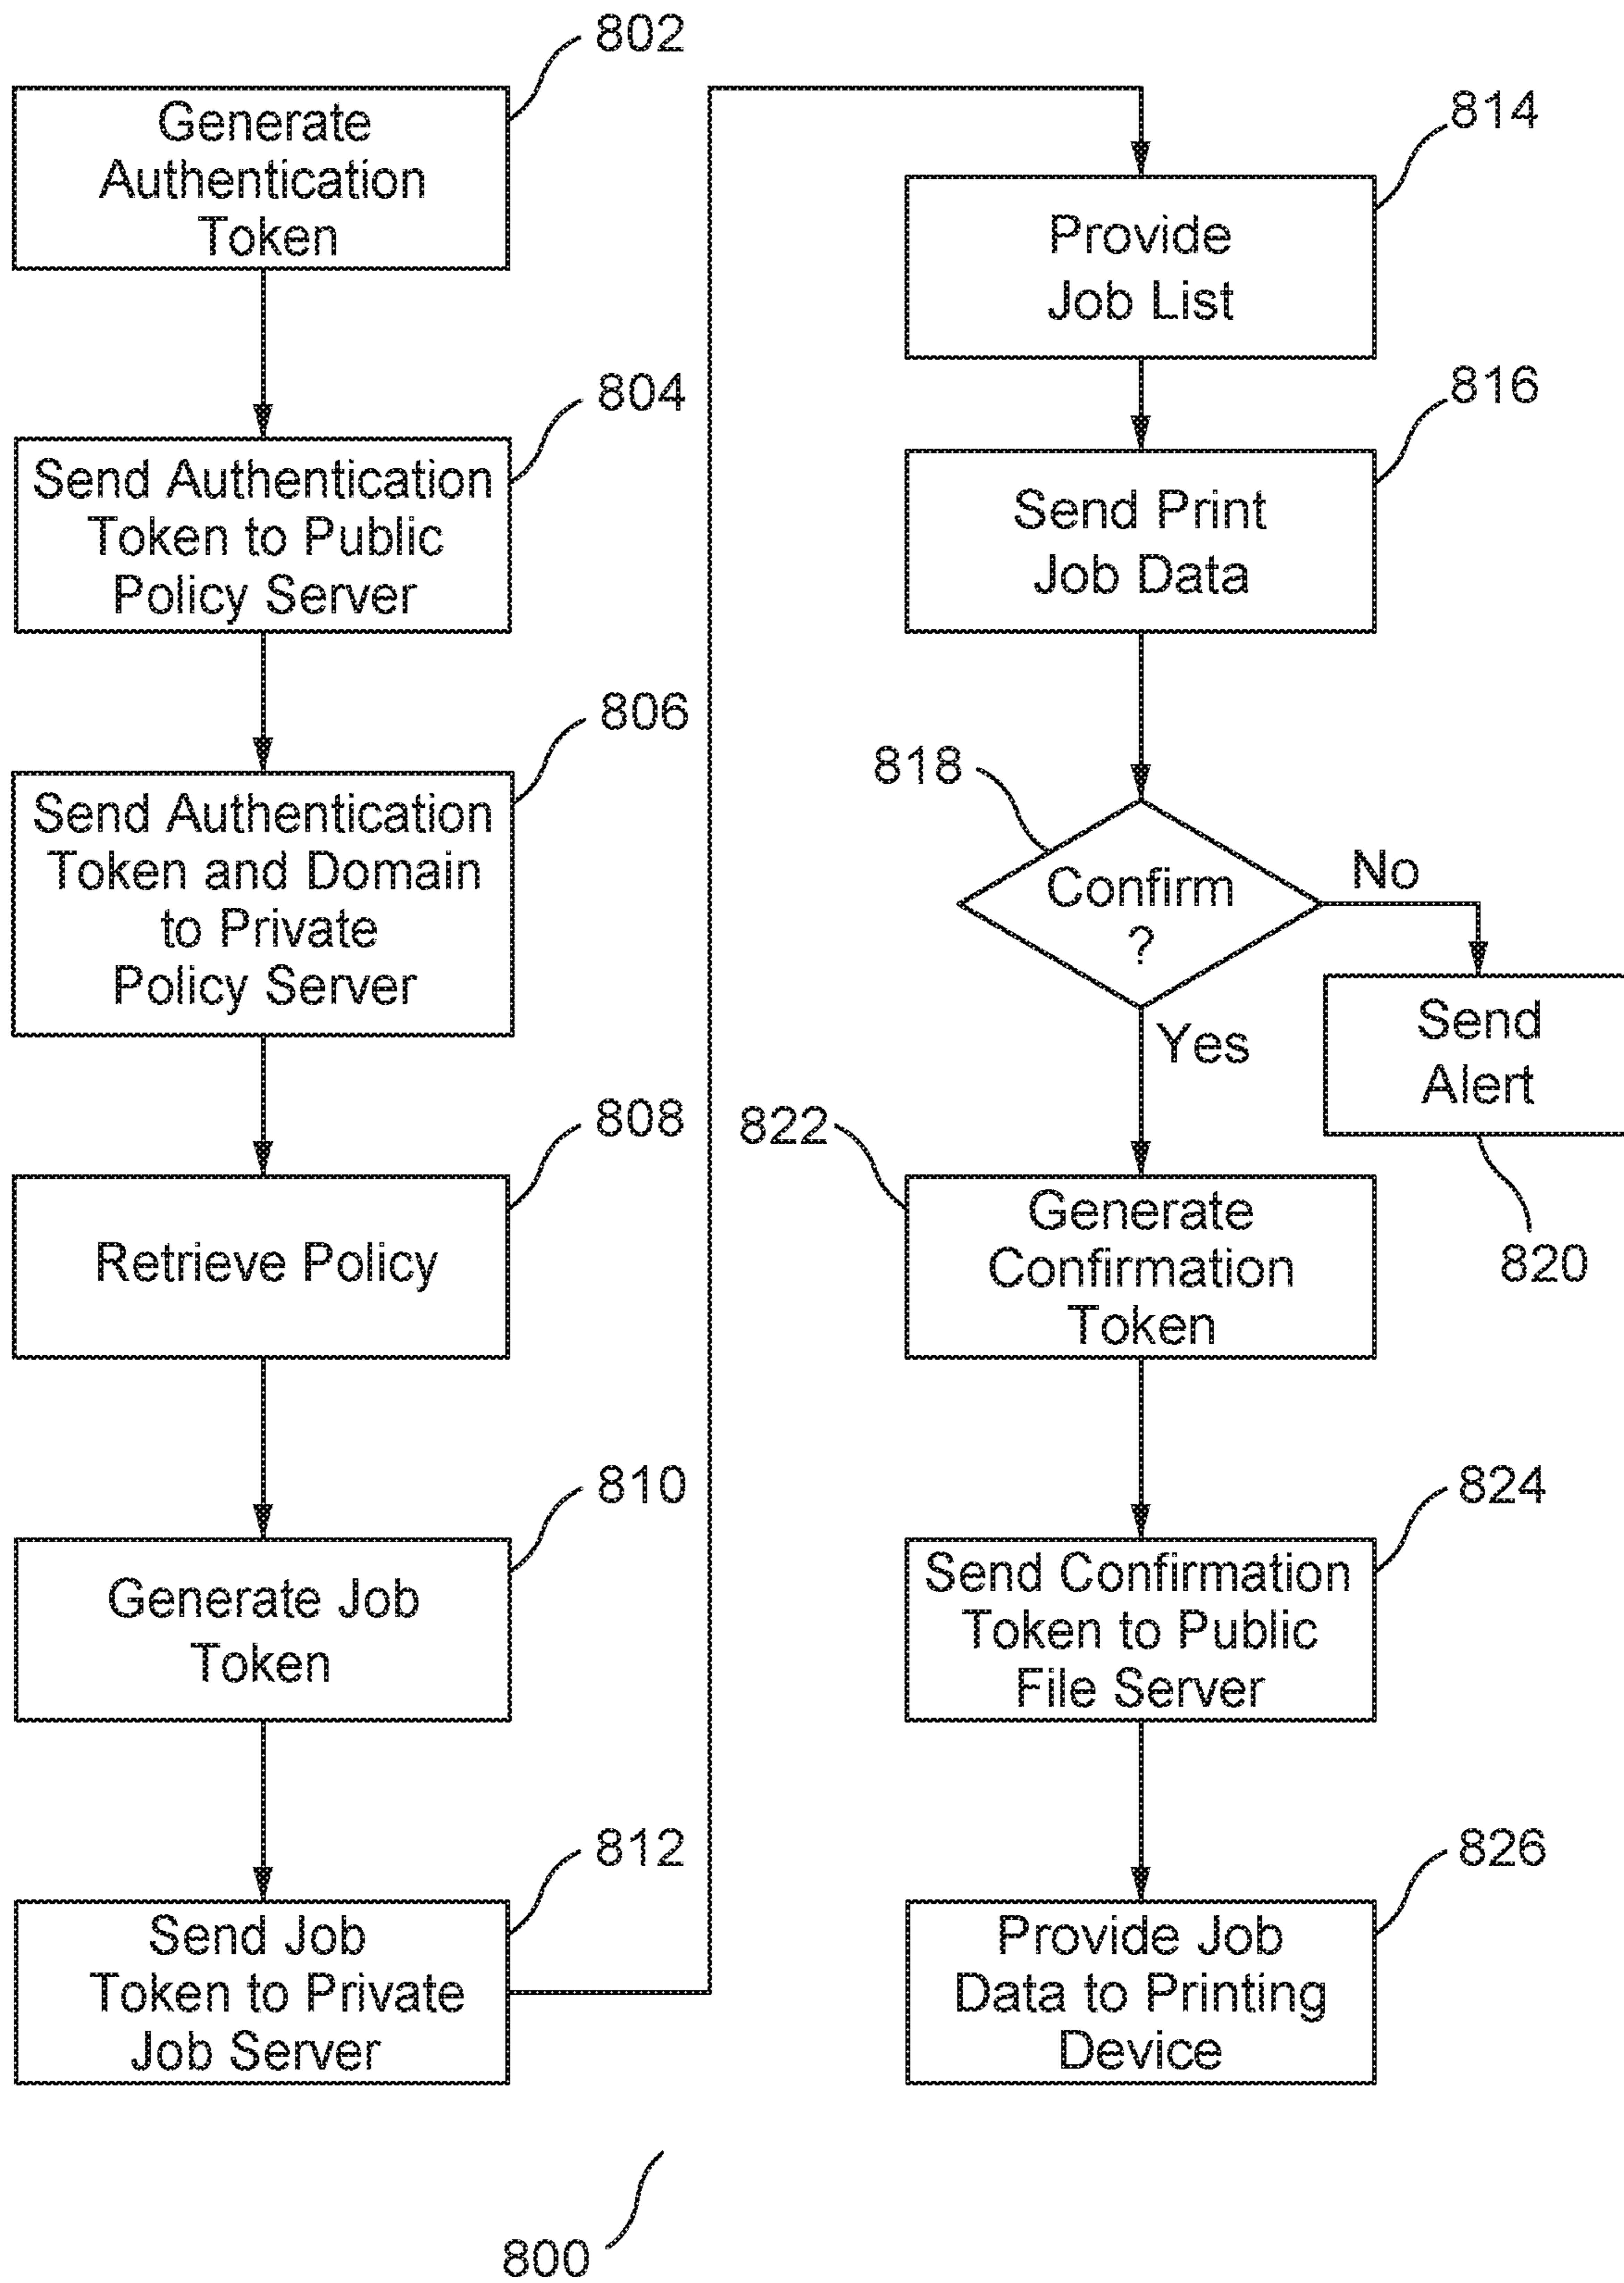 802
Generate
Authentication
Token
804
Send Authentication
Token to Public
Policy Server
806
Send Authentication
Token and Domain
to Private
Policy Server
808
Retrieve Policy
810
Generate Job
Token
812
Send Job
Token to Private
Job Server
814
Provide
Job List
816
Send Print
Job Data
818
Confirm
?
No
Yes
Send
Alert
820
822
Generate
Confirmation
Token
824
Send Confirmation
Token to Public
File Server
826
Provide Job
Data to Printing
Device
800